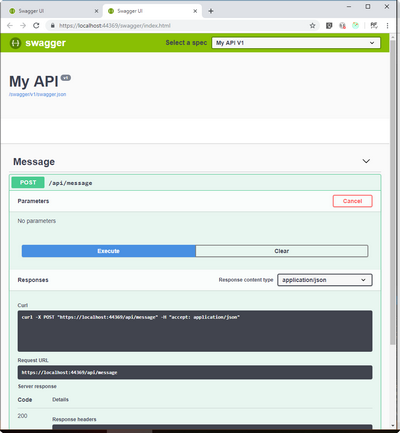 Swagger UI
Swagger UI
https://localhost:44369/swagger/index.html
swagger
Select a spec
My API V1
My API v1
/swagger/v1/swagger.json
Message
POST /api/message
Parameters
Cancel
No parameters
Execute
Clear
Responses
Response content type
application/json
Curl
curl -X POST "https://localhost:44369/api/message" -H "accept: application/json"
Request URL
https://localhost:44369/api/message
Server response
Code
Details
200
Response headers